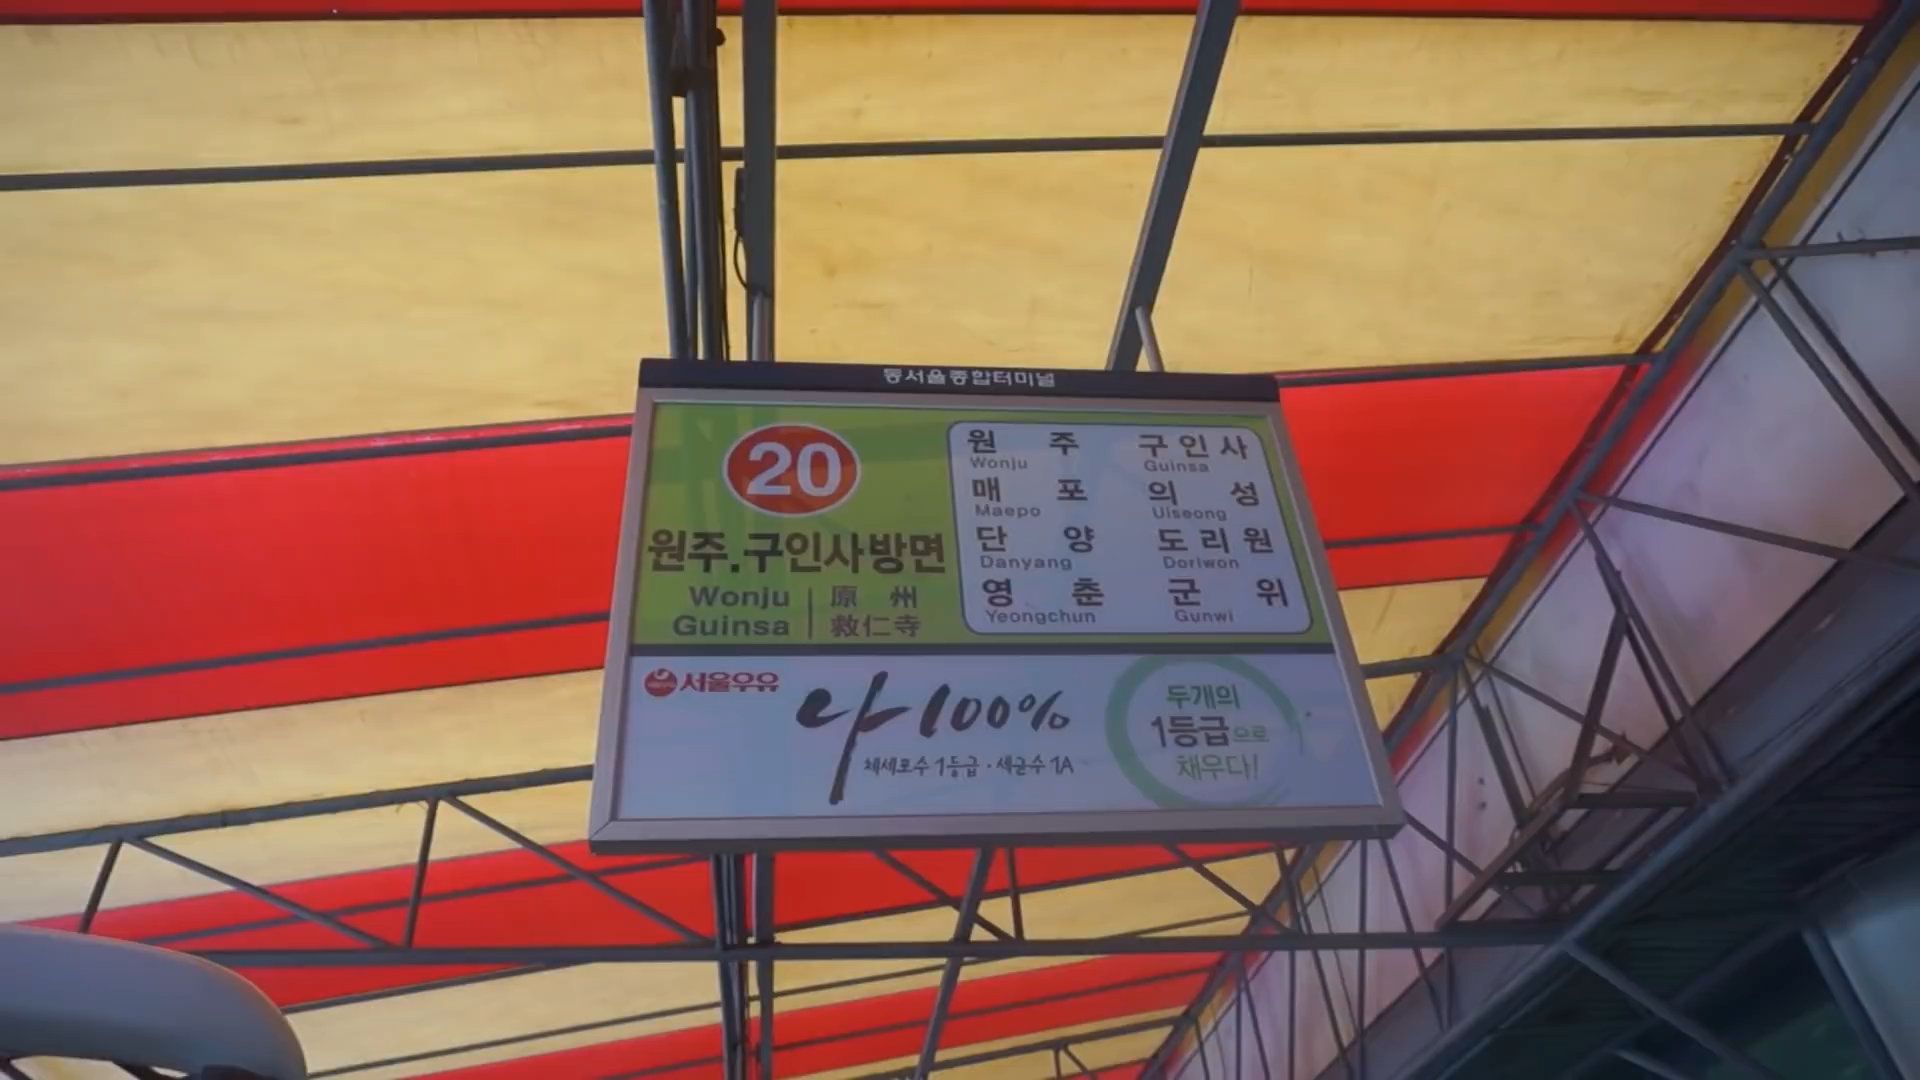 동서울종합터미널
20
원주.구인사방면
Wonju 原州
Guinsa 救仁寺
원주 구인사
Wonju Guinsa
매포 의성
Maepo Uiseong
단양 도리원
Danyang Doriwon
영춘 군위
Yeongchun Gunwi
서울우유
나100%
체세포수 1등급·세균수 1A
두개의
1등급으로
채우다!